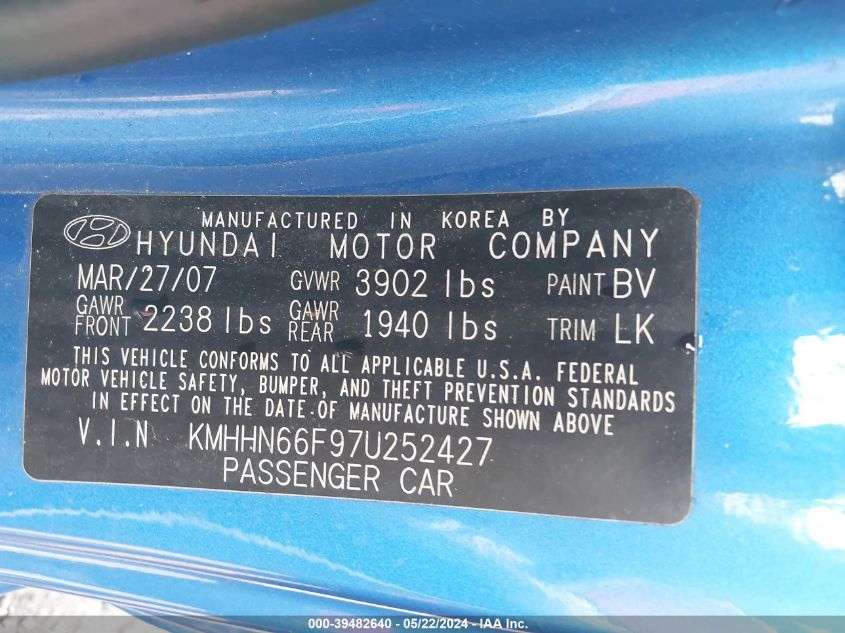 MANUFACTURED IN KOREA BY
HYUNDAI MOTOR COMPANY
MAR/27/07 GVWR 3902 lbs PAINT BV
GAWR FRONT 2238 lbs GAWR REAR 1940 lbs TRIM LK
THIS VEHICLE CONFORMS TO ALL APPLICABLE U.S.A. FEDERAL
MOTOR VEHICLE SAFETY, BUMPER, AND THEFT PREVENTION STANDARDS
IN EFFECT ON THE DATE OF MANUFACTURE SHOWN ABOVE
V.I.N KMHHN66F97U252427
PASSENGER CAR
000-39482640 - 05/22/2024 - IAAI.com